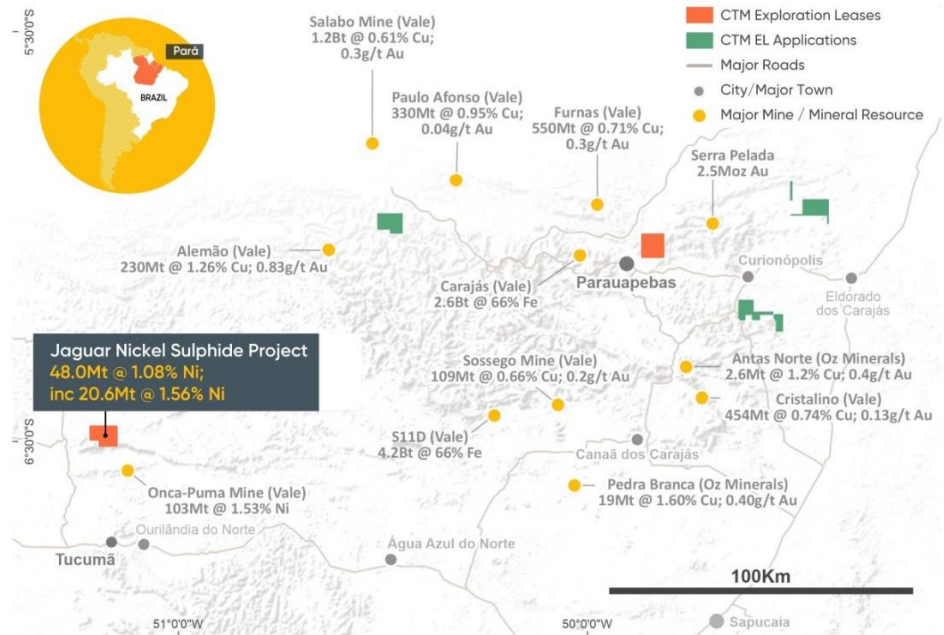 5°30'0"S
Pará
BRAZIL
Salabo Mine (Vale)
1.2Bt @ 0.61% Cu;
0.3g/t Au
CTM Exploration Leases
CTM EL Applications
Major Roads
City/Major Town
Major Mine / Mineral Resource
Paulo Afonso (Vale)
330Mt @ 0.95% Cu;
0.04g/t Au
Furnas (Vale)
550Mt @ 0.71% Cu;
0.3g/t Au
Serra Pelada
2.5Moz Au
Alemão (Vale)
230Mt @ 1.26% Cu; 0.83g/t Au
Carajás (Vale)
2.6Bt @ 66% Fe
Parauapebas
Curionópolis
Eldorado
dos Carajás
Jaguar Nickel Sulphide Project
48.0Mt @ 1.08% Ni;
inc 20.6Mt @ 1.56% Ni
Sossego Mine (Vale)
109Mt @ 0.66% Cu; 0.2g/t Au
Antas Norte (Oz Minerals)
2.6Mt @ 1.2% Cu; 0.4g/t Au
Cristalino (Vale)
454Mt @ 0.74% Cu; 0.13g/t Au
6°30'0"S
S11D (Vale)
4.2Bt @ 66% Fe
Canaã dos Carajás
Onca-Puma Mine (Vale)
103Mt @ 1.53% Ni
Pedra Branca (Oz Minerals)
19Mt @ 1.60% Cu; 0.40g/t Au
Ourilândia do Norte
Tucumã
Água Azul do Norte
100Km
51°0'0"W
50°0'0"W
Sapucaia